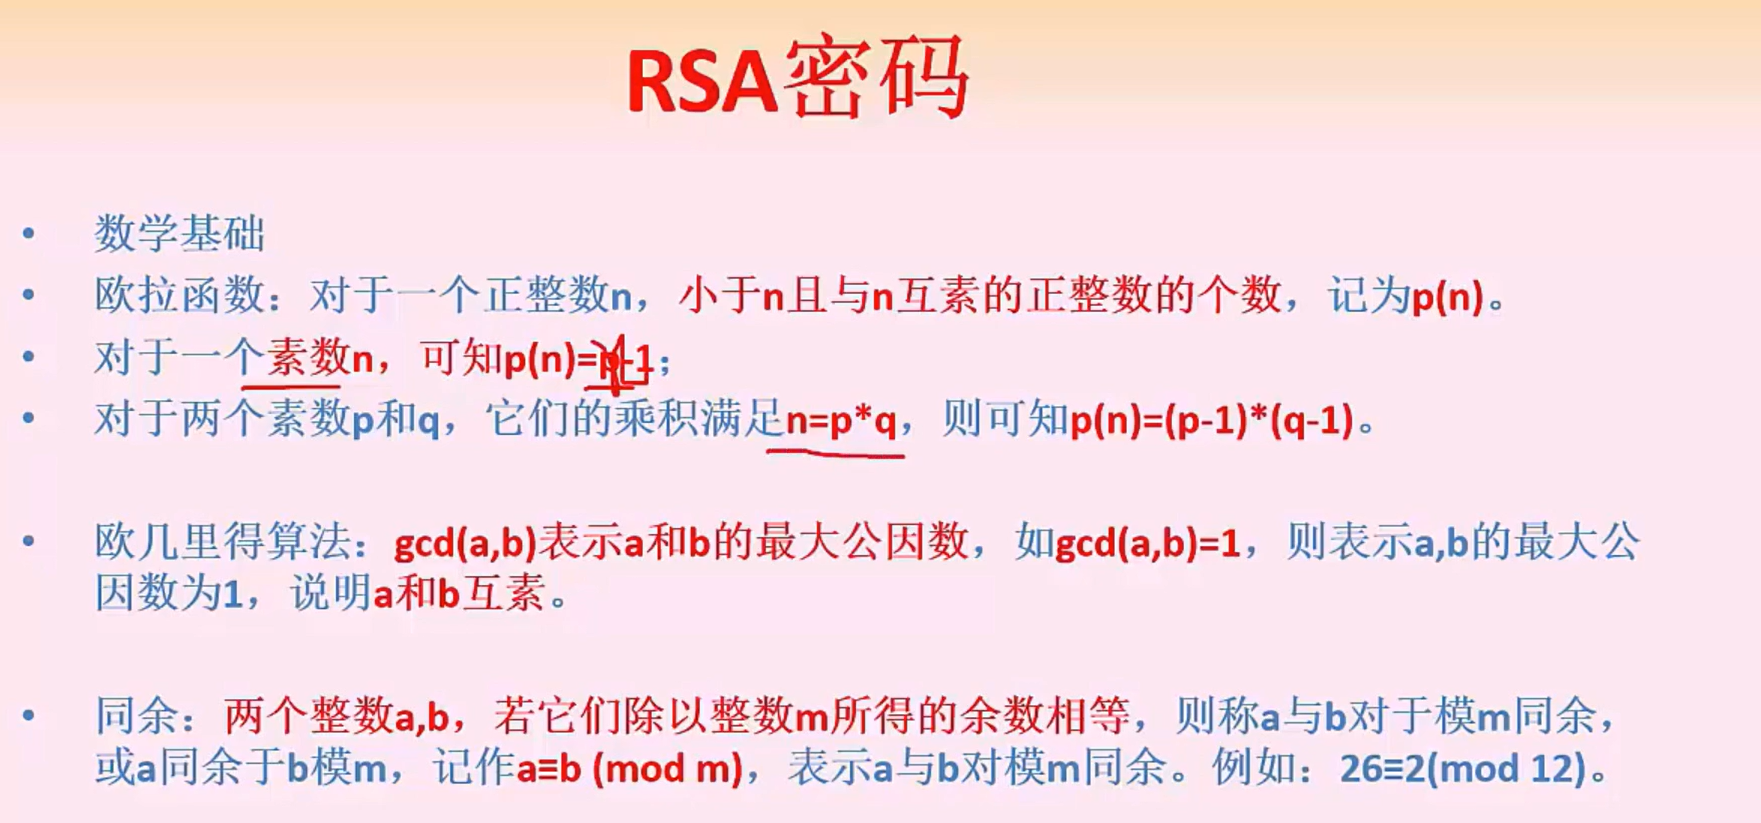 RSA密码
• 数学基础
• 欧拉函数：对于一个正整数n，小于n且与n互素的正整数的个数，记为p(n)。
• 对于一个素数n，可知p(n)=p-1；
• 对于两个素数p和q，它们的乘积满足n=p*q，则可知p(n)=(p-1)*(q-1)。
• 欧几里得算法：gcd(a,b)表示a和b的最大公因数，如gcd(a,b)=1，则表示a,b的最大公
因数为1，说明a和b互素。
• 同余：两个整数a,b，若它们除以整数m所得的余数相等，则称a与b对于模m同余，
或a同余于b模m，记作a≡b (mod m)，表示a与b对模m同余。例如：26≡2(mod 12)。